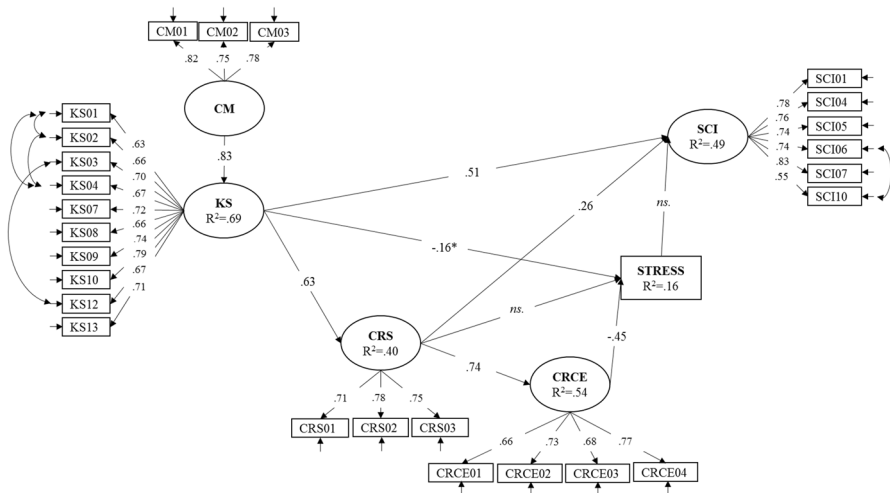 CM01 CM02 CM03
.82 .75 .78
CM
.83
KS01
KS02
KS03
KS04
KS07
KS08
KS09
KS10
KS12
KS13
.63
.66
.70
.67
.72
.66
.74
.79
.67
.71
KS
R²=.69
.51
-.16*
.63
.26
ns.
ns.
SCI
R²=.49
.78
.76
.74
.74
.83
.55
SCI01
SCI04
SCI05
SCI06
SCI07
SCI10
STRESS
R²=.16
-.45
CRS
R²=.40
.74
.71 .78 .75
CRS01 CRS02 CRS03
CRCE
R²=.54
.66 .73 .68 .77
CRCE01 CRCE02 CRCE03 CRCE04